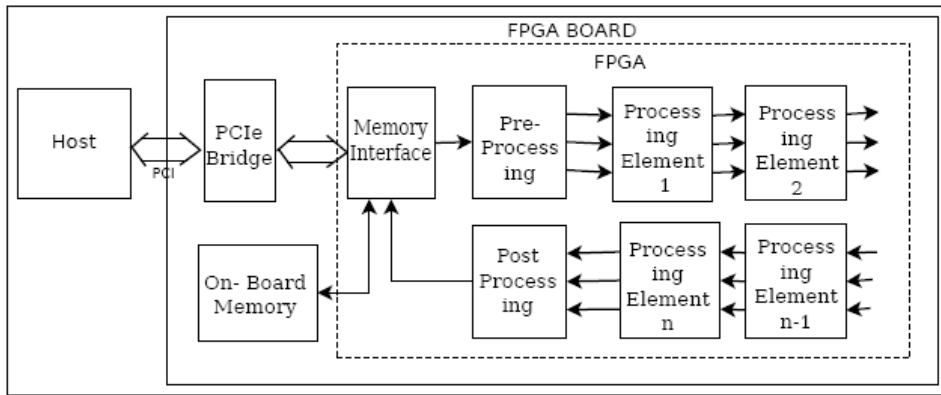 FPGA BOARD
FPGA
Host
PCI
PCIe
Bridge
Memory
Interface
Pre-
Process
ing
Process
ing
Element
1
Process
ing
Element
2
On- Board
Memory
Post
Process
ing
Process
ing
Element
n
Process
ing
Element
n-1